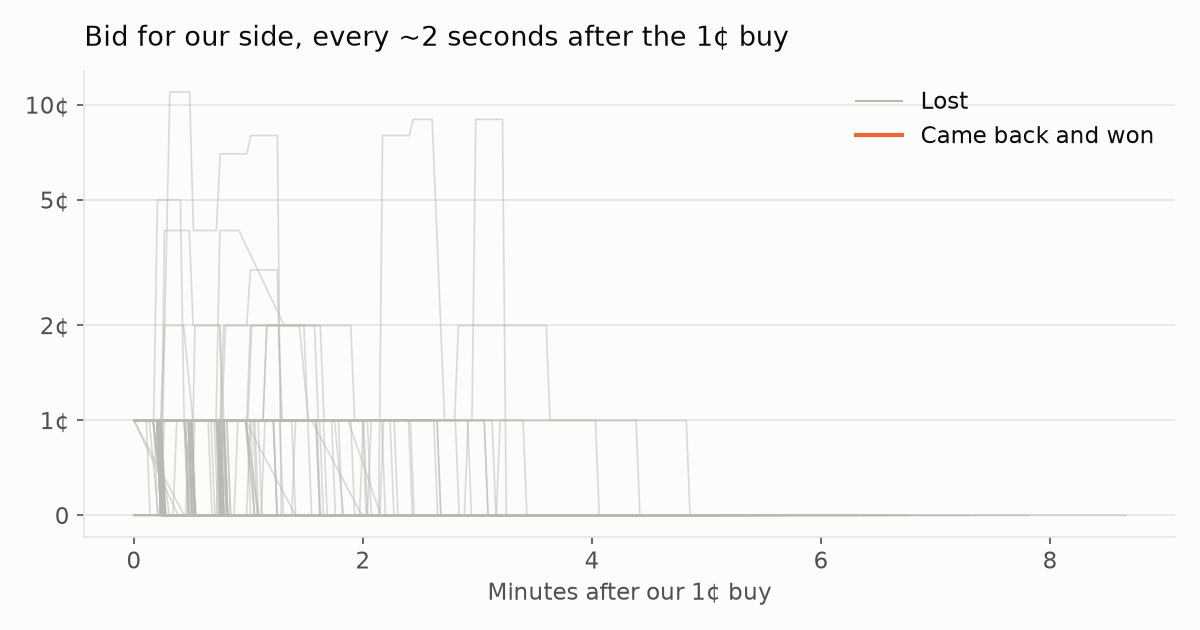 Bid for our side, every ~2 seconds after the 1¢ buy
Lost
Came back and won
10¢
5¢
2¢
1¢
0
0 2 4 6 8
Minutes after our 1¢ buy